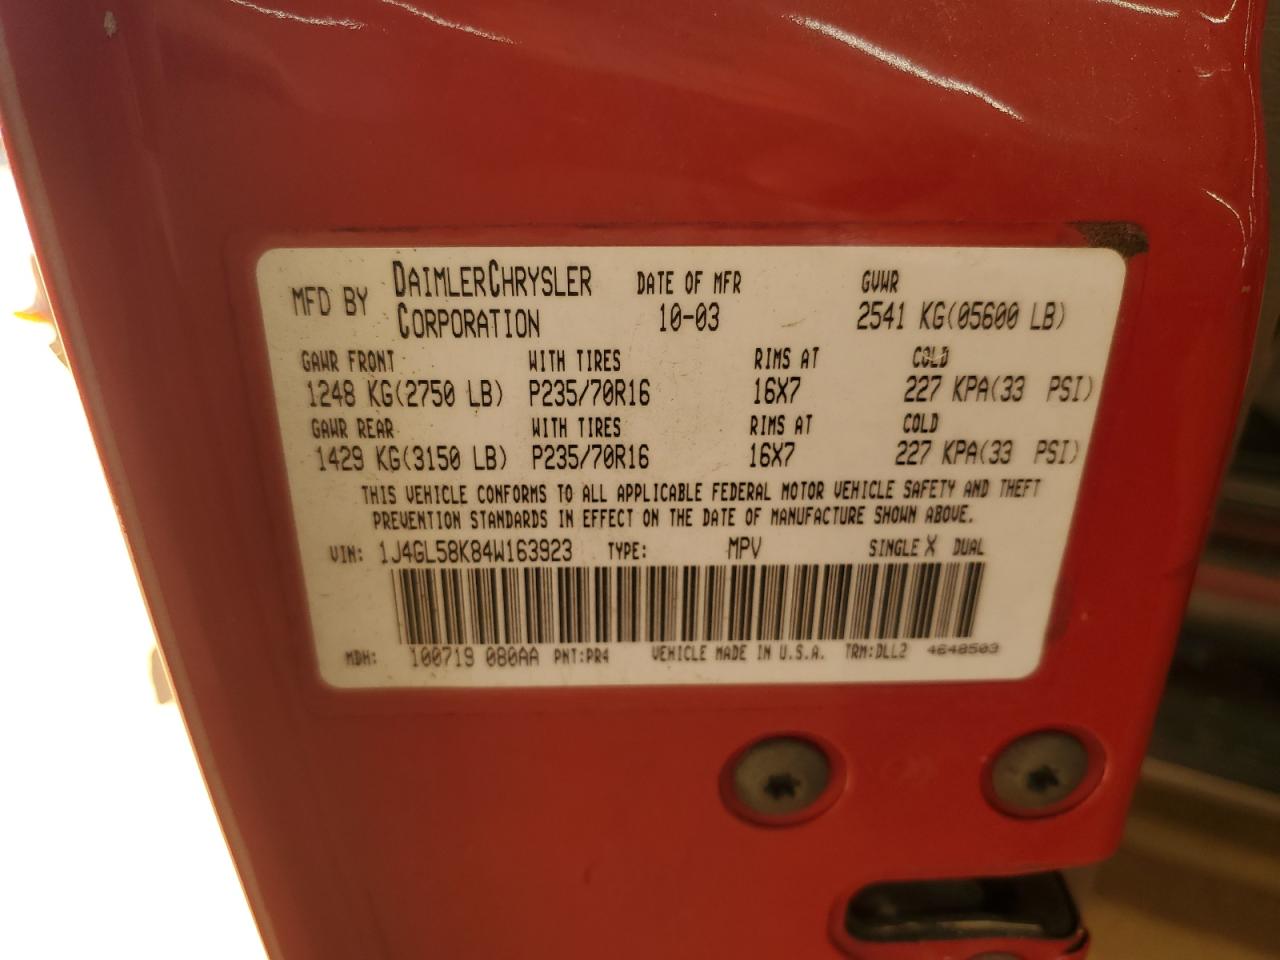 MFD BY DAIMLERCHRYSLER CORPORATION DATE OF MFR 10-03 GVWR 2541 KG(05600 LB)
GAWR FRONT WITH TIRES RIMS AT COLD
1248 KG(2750 LB) P235/70R16 16X7 227 KPA(33 PSI)
GAWR REAR WITH TIRES RIMS AT COLD
1429 KG(3150 LB) P235/70R16 16X7 227 KPA(33 PSI)
THIS VEHICLE CONFORMS TO ALL APPLICABLE FEDERAL MOTOR VEHICLE SAFETY AND THEFT
PREVENTION STANDARDS IN EFFECT ON THE DATE OF MANUFACTURE SHOWN ABOVE.
VIN: 1J4GL58K84W163923 TYPE: MPV SINGLE X DUAL
MDH: 100719 080AA PNT:PR4 VEHICLE MADE IN U.S.A. TRM:DLL2 4648503